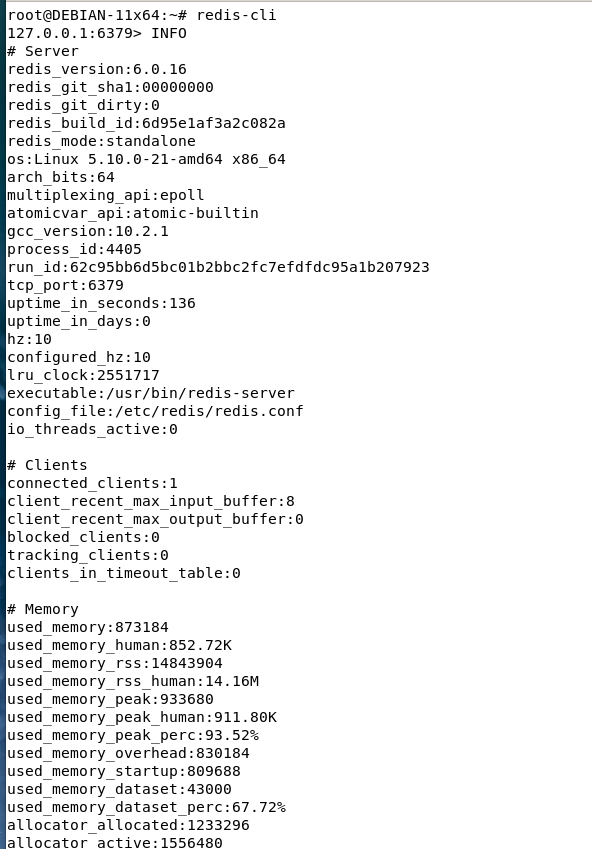 root@DEBIAN-11x64:~# redis-cli
127.0.0.1:6379> INFO
# Server
redis_version:6.0.16
redis_git_sha1:00000000
redis_git_dirty:0
redis_build_id:6d95e1af3a2c082a
redis_mode:standalone
os:Linux 5.10.0-21-amd64 x86_64
arch_bits:64
multiplexing_api:epoll
atomicvar_api:atomic-builtin
gcc_version:10.2.1
process_id:4405
run_id:62c95bb6d5bc01b2bbc2fc7efdfdc95a1b207923
tcp_port:6379
uptime_in_seconds:136
uptime_in_days:0
hz:10
configured_hz:10
lru_clock:2551717
executable:/usr/bin/redis-server
config_file:/etc/redis/redis.conf
io_threads_active:0

# Clients
connected_clients:1
client_recent_max_input_buffer:8
client_recent_max_output_buffer:0
blocked_clients:0
tracking_clients:0
clients_in_timeout_table:0

# Memory
used_memory:873184
used_memory_human:852.72K
used_memory_rss:14843904
used_memory_rss_human:14.16M
used_memory_peak:933680
used_memory_peak_human:911.80K
used_memory_peak_perc:93.52%
used_memory_overhead:830184
used_memory_startup:809688
used_memory_dataset:43000
used_memory_dataset_perc:67.72%
allocator_allocated:1233296
allocator_active:1556480